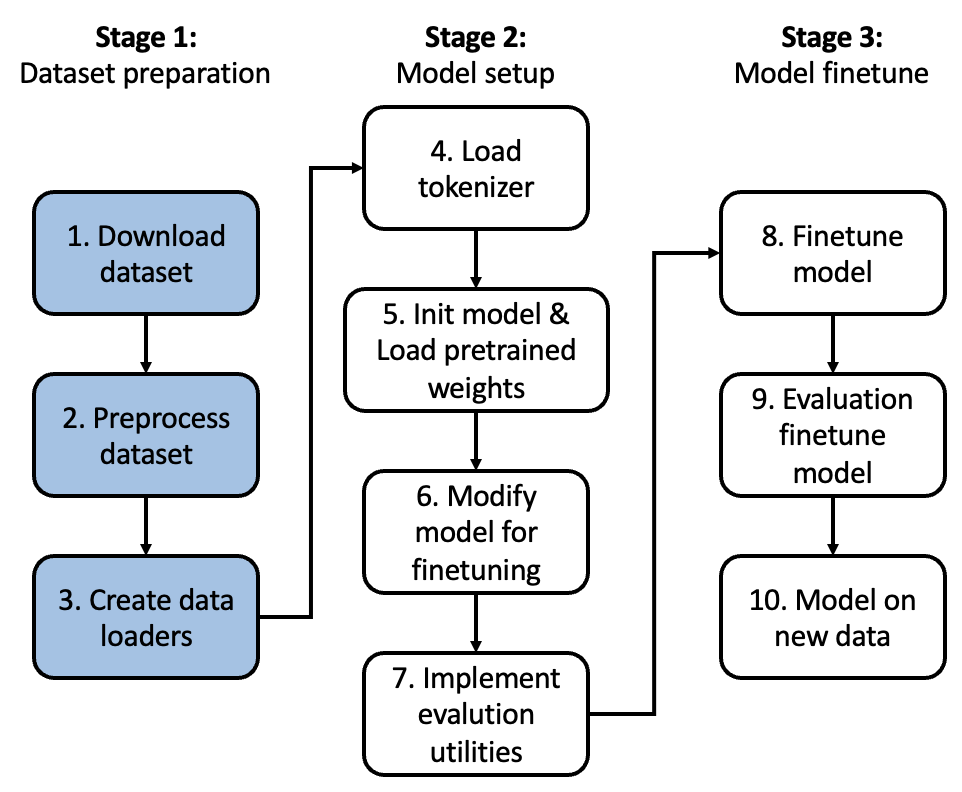 Stage 1:
Dataset preparation
1. Download
dataset
2. Preprocess
dataset
3. Create data
loaders
Stage 2:
Model setup
4. Load
tokenizer
5. Init model &
Load pretrained
weights
6. Modify
model for
finetuning
7. Implement
evalution
utilities
Stage 3:
Model finetune
8. Finetune
model
9. Evaluation
finetune
model
10. Model on
new data